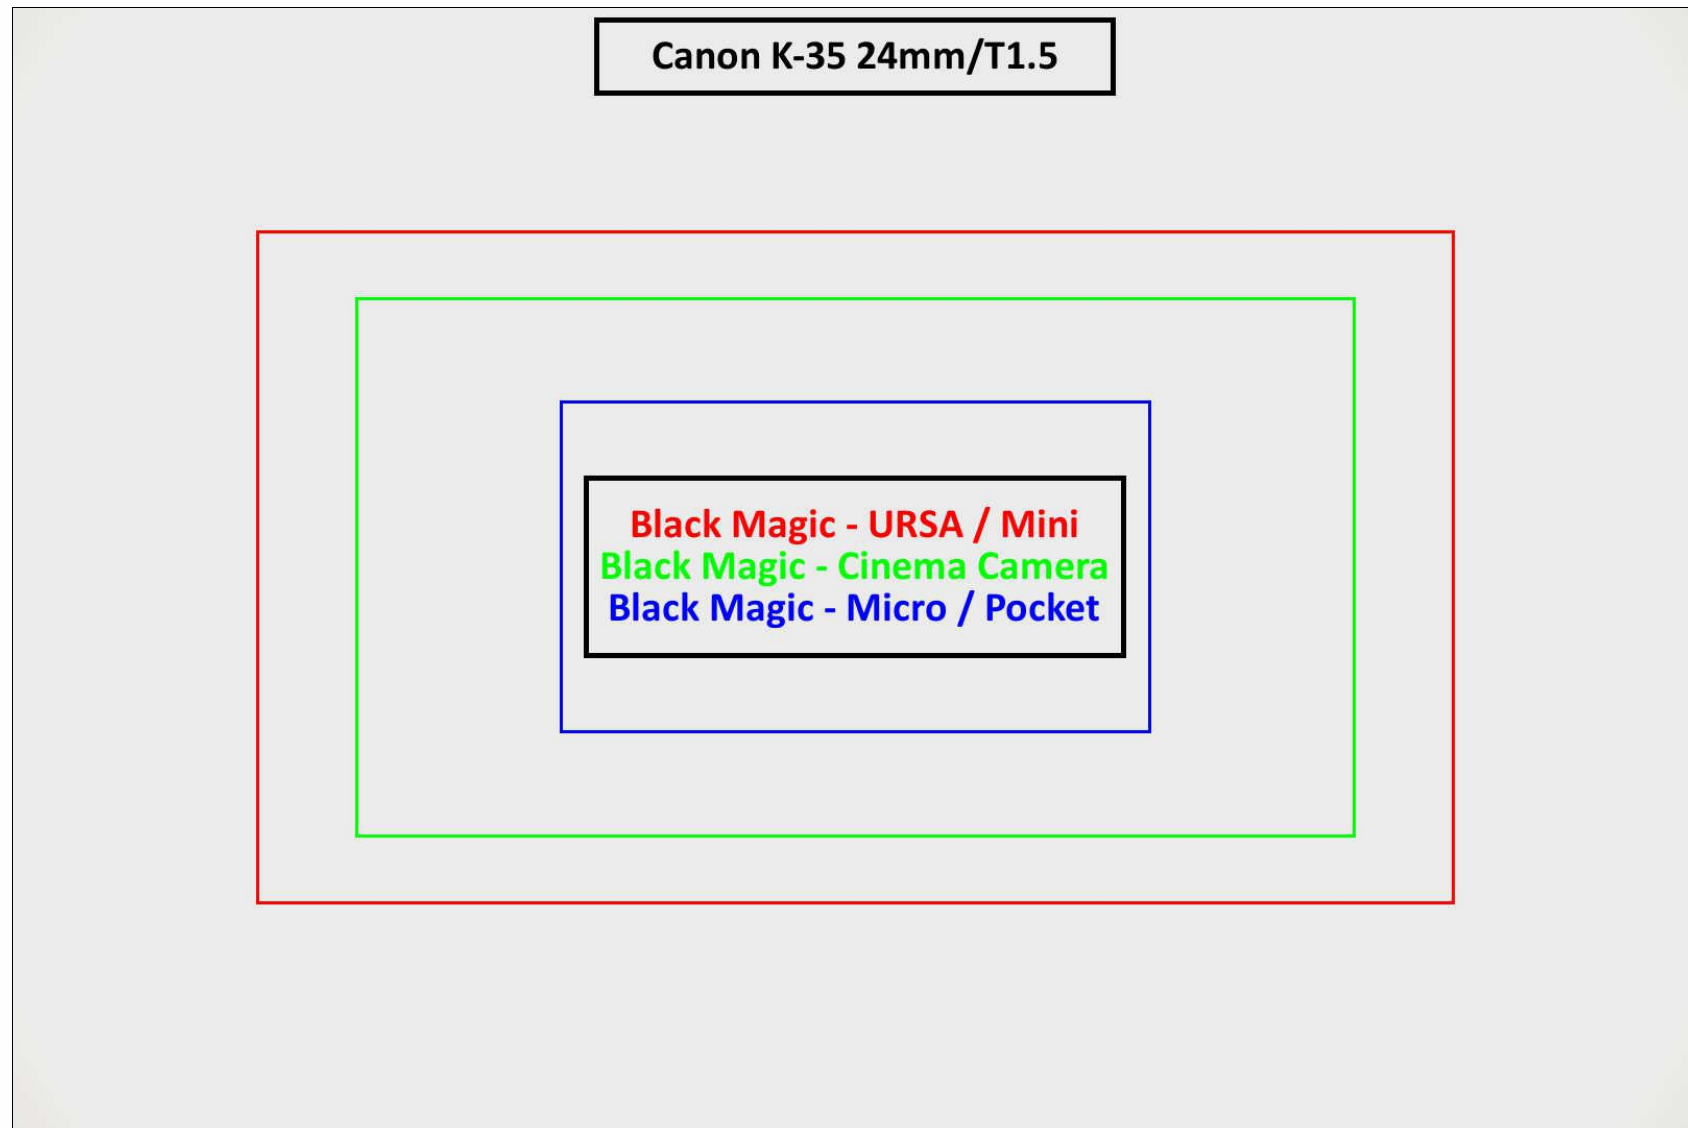 Canon K-35 24mm/T1.5
Black Magic - URSA / Mini
Black Magic - Cinema Camera
Black Magic - Micro / Pocket